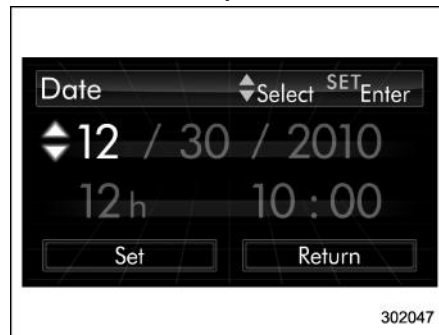 Date Select SET Enter
12 / 30 / 2010
12h 10:00
Set Return
302047